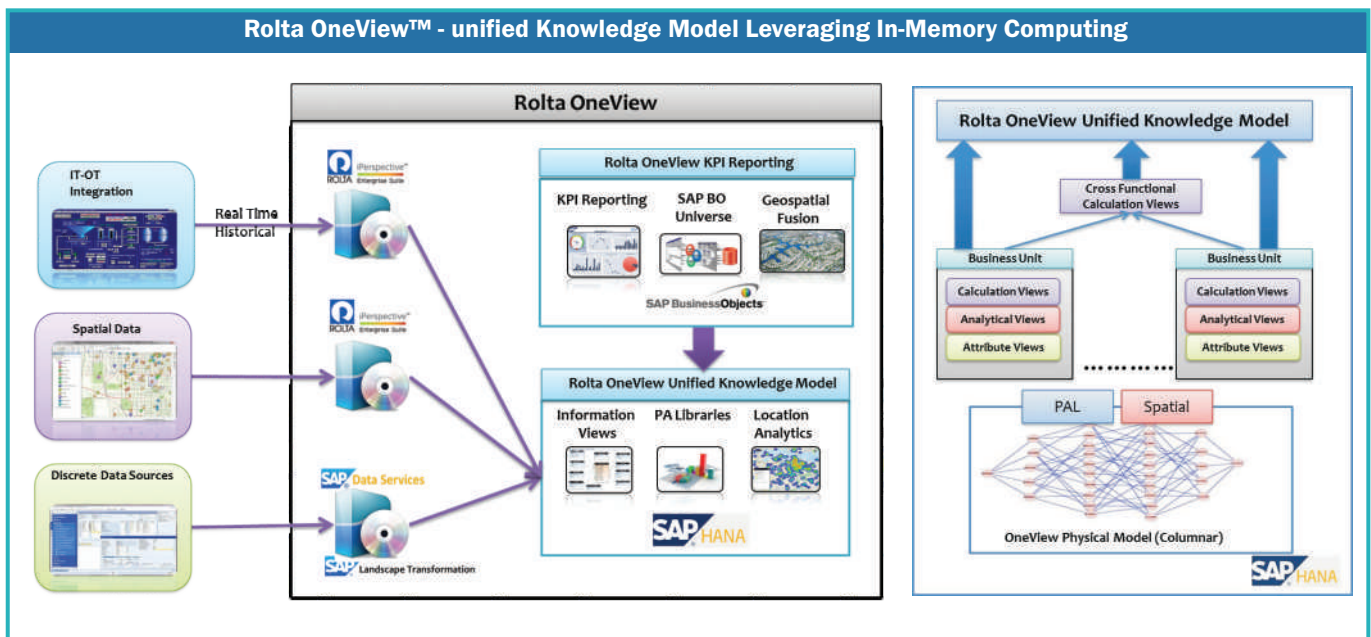 Rolta OneView™ - unified Knowledge Model Leveraging In-Memory Computing
Rolta OneView
IT-OT
Integration
Real Time
Historical
Spatial Data
Discrete Data Sources
ROLTA
iPerspective™
Enterprise Suite
ROLTA
iPerspective™
Enterprise Suite
SAP Data Services
SAP Landscape Transformation
Rolta OneView KPI Reporting
KPI Reporting
SAP BO
Universe
Geospatial
Fusion
SAP BusinessObjects
Rolta OneView Unified Knowledge Model
Information
Views
PA Libraries
Location
Analytics
SAP HANA
Rolta OneView Unified Knowledge Model
Cross Functional
Calculation Views
Business Unit
Calculation Views
Analytical Views
Attribute Views
Business Unit
Calculation Views
Analytical Views
Attribute Views
PAL
Spatial
OneView Physical Model (Columnar)
SAP HANA